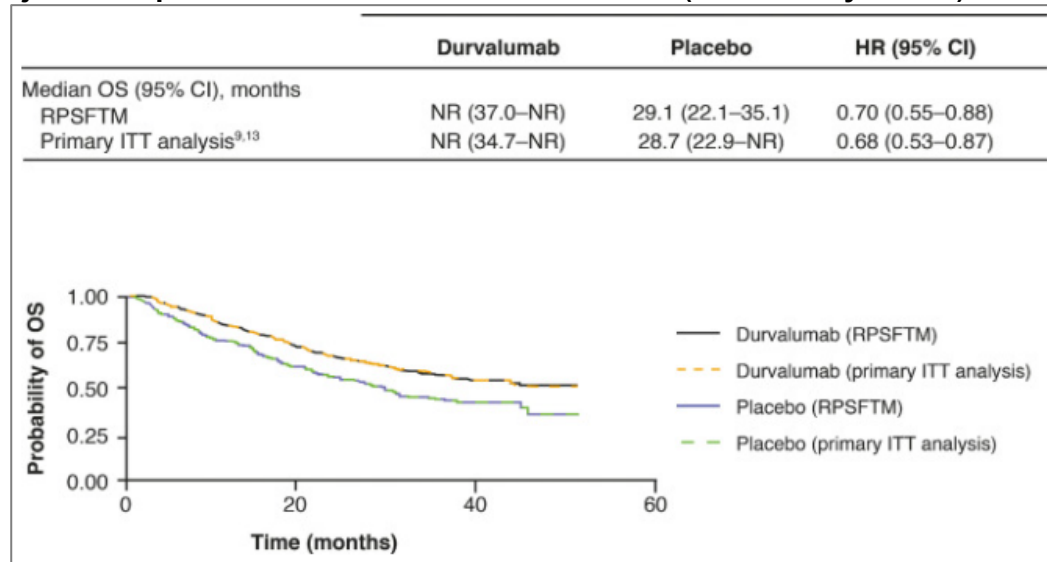 Durvalumab Placebo HR (95% CI)
Median OS (95% CI), months
RPSFTM NR (37.0–NR) 29.1 (22.1–35.1) 0.70 (0.55–0.88)
Primary ITT analysis9,13 NR (34.7–NR) 28.7 (22.9–NR) 0.68 (0.53–0.87)
Probability of OS
1.00
0.75
0.50
0.25
0.00
0 20 40 60
Time (months)
Durvalumab (RPSFTM)
Durvalumab (primary ITT analysis)
Placebo (RPSFTM)
Placebo (primary ITT analysis)